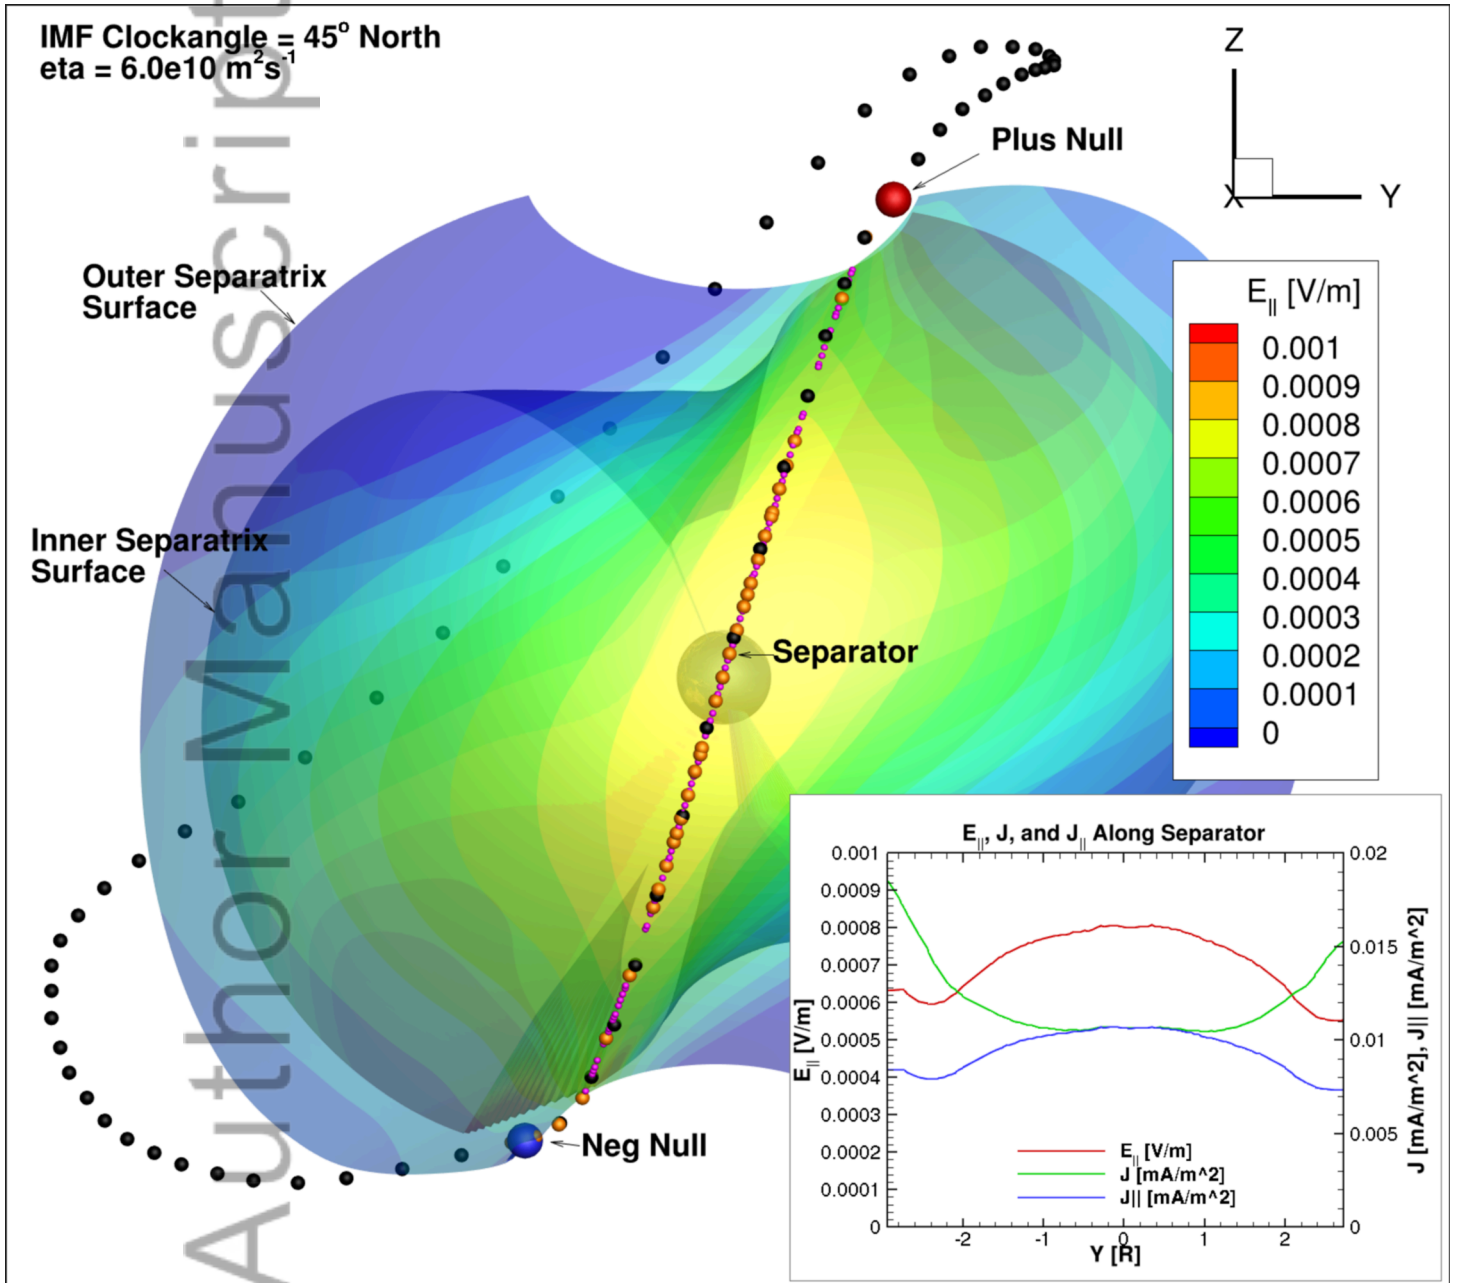 IMF Clockangle = 45° North
eta = 6.0e10 m²s⁻¹
Author Manuscript
Plus Null
Z
Y
X
Outer Separatrix
Surface
Inner Separatrix
Surface
Separator
Neg Null
E|| [V/m]
0.001
0.0009
0.0008
0.0007
0.0006
0.0005
0.0004
0.0003
0.0002
0.0001
0
E||, J, and J|| Along Separator
0.001
0.0009
0.0008
0.0007
0.0006
0.0005
0.0004
0.0003
0.0002
0.0001
0
E|| [V/m]
0.02
0.015
0.01
0.005
0
J [mA/m^2], J|| [mA/m^2]
E|| [V/m]
J [mA/m^2]
J|| [mA/m^2]
-2 -1 0 1 2
Y [R]